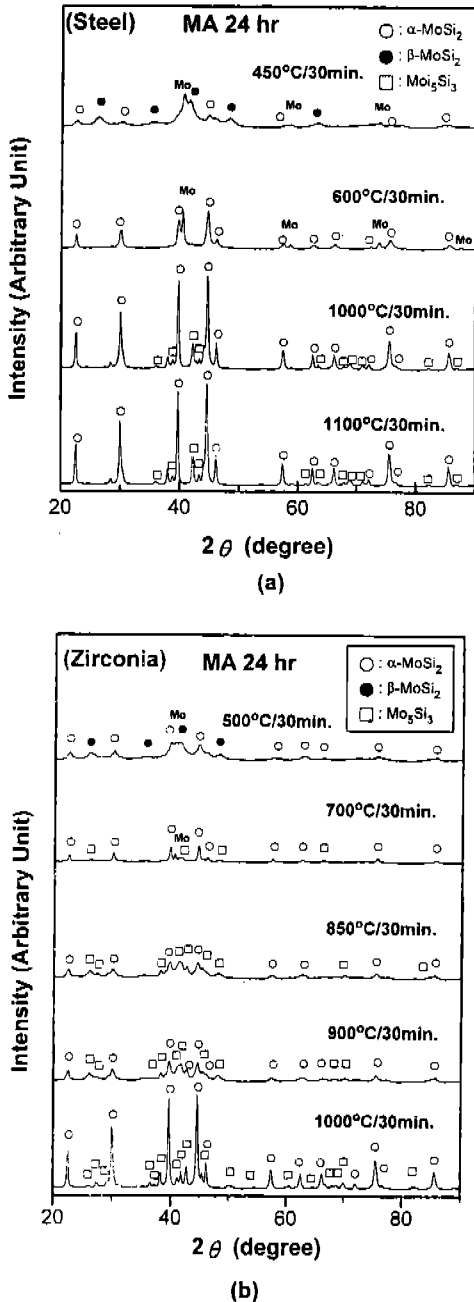 (Steel) MA 24 hr
○ : α-MoSi2
● : β-MoSi2
□ : Moi5Si3
450°C/30min.
Mo
Mo
Mo
600°C/30min.
Mo
Mo
Mo
Mo
1000°C/30min.
1100°C/30min.
Intensity (Arbitrary Unit)
20 40 60 80
2 θ (degree)
(a)
(Zirconia) MA 24 hr
○ : α-MoSi2
● : β-MoSi2
□ : Mo5Si3
500°C/30min.
Mo
700°C/30min.
Mo
850°C/30min.
900°C/30min.
1000°C/30min.
Intensity (Arbitrary Unit)
20 40 60 80
2 θ (degree)
(b)